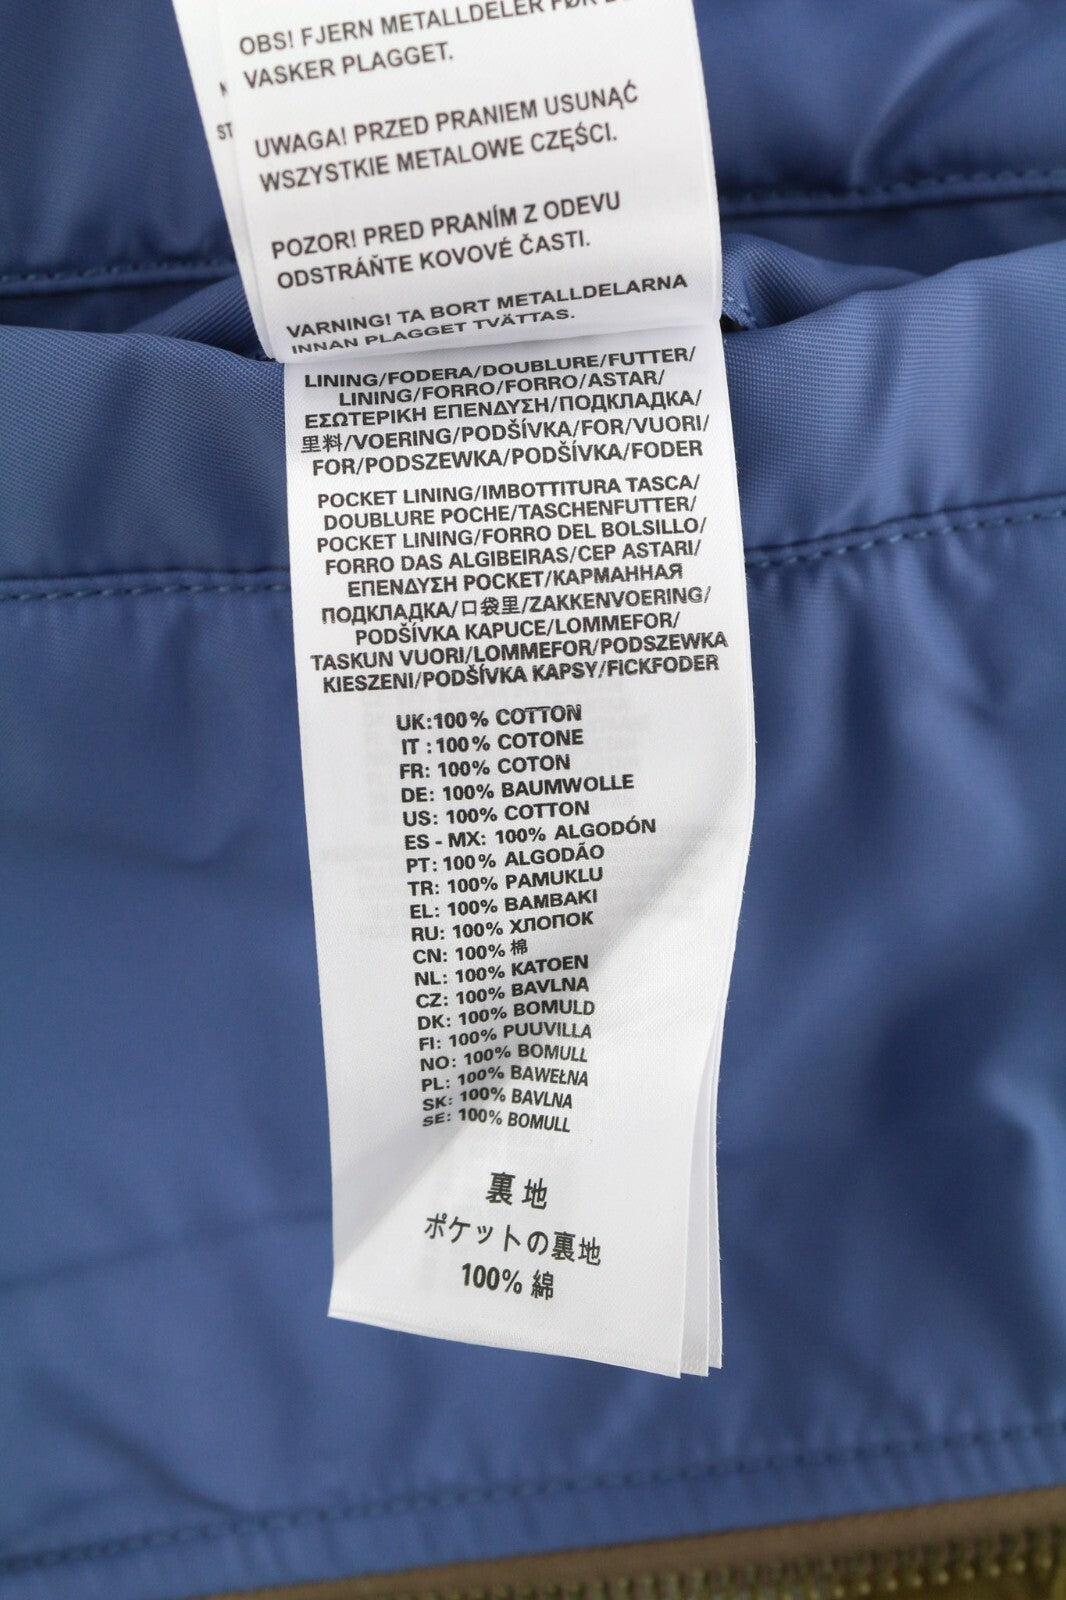 OBS! FJERN METALLDELER FØR
VASKER PLAGGET.
UWAGA! PRZED PRANIEM USUNĄĆ
WSZYSTKIE METALOWE CZĘŚCI.
POZOR! PRED PRANÍM Z ODEVU
ODSTRÁŇTE KOVOVÉ ČASTI.
VARNING! TA BORT METALLDELARNA
INNAN PLAGGET TVÄTTAS.
LINING/FODERA/DOUBLURE/FUTTER/
LINING/FORRO/FORRO/ASTAR/
ΕΣΩΤΕΡΙΚΗ ΕΠΕΝΔΥΣΗ/ПОДКЛАДКА/
里料/VOERING/PODŠÍVKA/FOR/VUORI/
FOR/PODSZEWKA/PODŠÍVKA/FODER
POCKET LINING/IMBOTTITURA TASCA/
DOUBLURE POCHE/TASCHENFUTTER/
POCKET LINING/FORRO DEL BOLSILLO/
FORRO DAS ALGIBEIRAS/CEP ASTARI/
ΕΠΕΝΔΥΣΗ POCKET/КАРМАННАЯ
ПОДКЛАДКА/口袋里/ZAKKENVOERING/
PODŠÍVKA KAPUCE/LOMMEFOR/
TASKUN VUORI/LOMMEFOR/PODSZEWKA
KIESZENI/PODŠÍVKA KAPSY/FICKFODER
UK:100% COTTON
IT :100% COTONE
FR: 100% COTON
DE: 100% BAUMWOLLE
US: 100% COTTON
ES - MX: 100% ALGODÓN
PT: 100% ALGODÃO
TR: 100% PAMUKLU
EL: 100% BAMBAKI
RU: 100% ХЛОПОК
CN: 100% 棉
NL: 100% KATOEN
CZ: 100% BAVLNA
DK: 100% BOMULD
FI: 100% PUUVILLA
NO: 100% BOMULL
PL: 100% BAWEŁNA
SK: 100% BAVLNA
SE: 100% BOMULL
裏地
ポケットの裏地
100% 綿